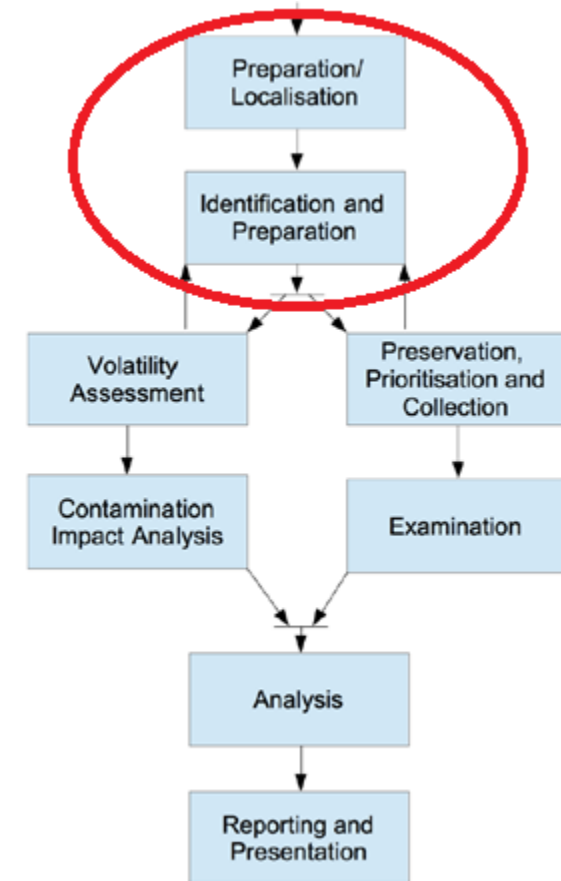 Preparation/
Localisation
Identification and
Preparation
Volatility
Assessment
Preservation,
Prioritisation and
Collection
Contamination
Impact Analysis
Examination
Analysis
Reporting and
Presentation